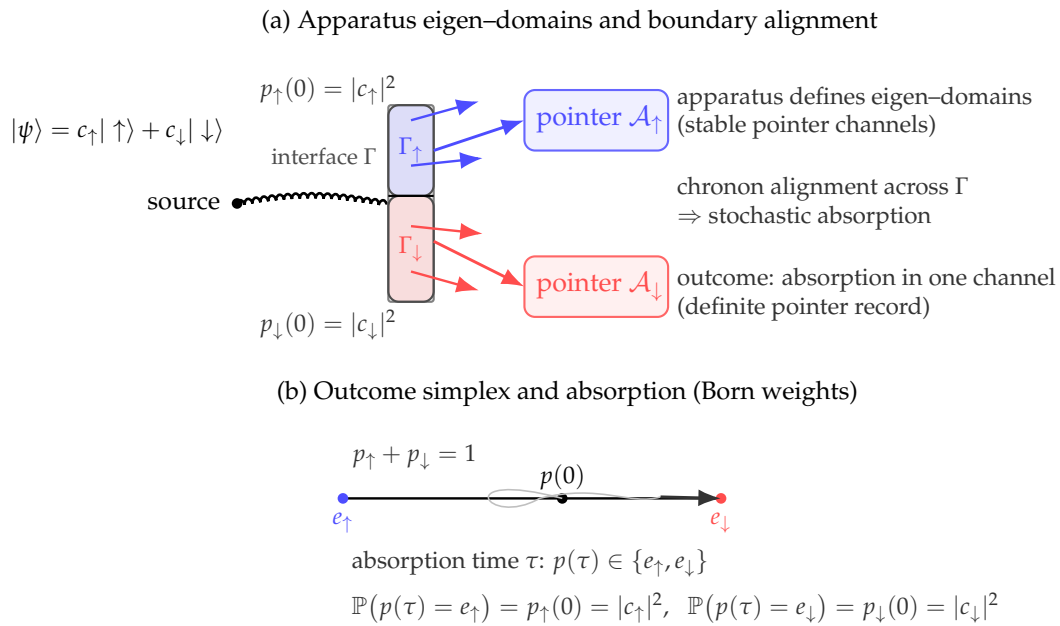 (a) Apparatus eigen–domains and boundary alignment
p↑(0) = |c↑|²
|ψ⟩ = c↑| ↑⟩ + c↓| ↓⟩
interface Γ
Γ↑
pointer 𝒜↑
apparatus defines eigen–domains
(stable pointer channels)
source
chronon alignment across Γ
⇒ stochastic absorption
Γ↓
pointer 𝒜↓
outcome: absorption in one channel
(definite pointer record)
p↓(0) = |c↓|²
(b) Outcome simplex and absorption (Born weights)
p↑ + p↓ = 1
p(0)
e↑
e↓
absorption time τ: p(τ) ∈ {e↑, e↓}
ℙ(p(τ) = e↑) = p↑(0) = |c↑|², ℙ(p(τ) = e↓) = p↓(0) = |c↓|²